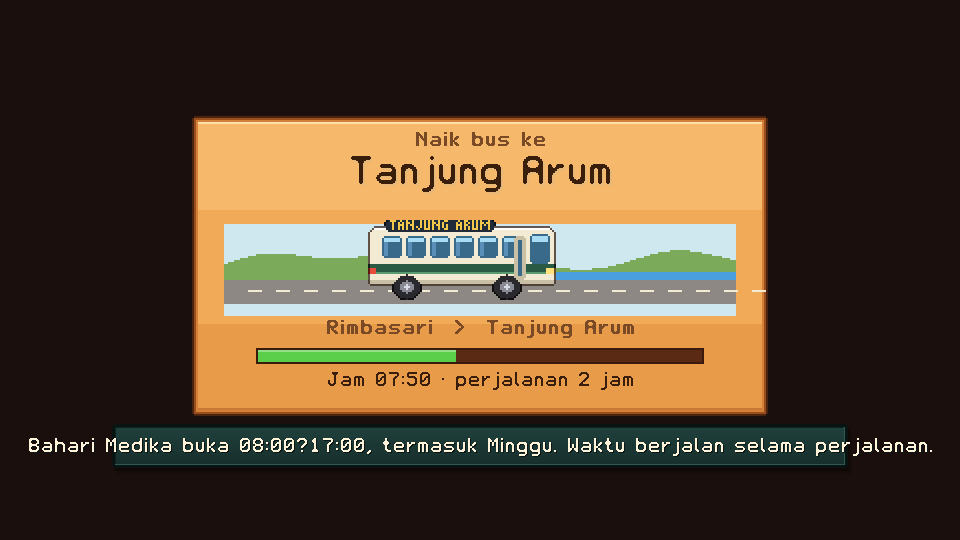 Naik bus ke
Tanjung Arum
TANJUNG ARUM
Rimbasari > Tanjung Arum
Jam 07:50 · perjalanan 2 jam
Bahari Medika buka 08:00?17:00, termasuk Minggu. Waktu berjalan selama perjalanan.